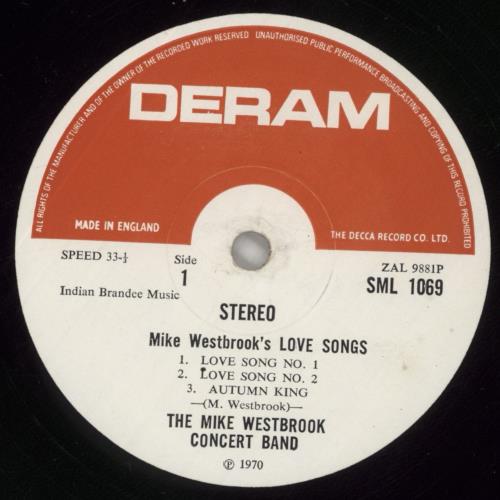 ALL RIGHTS OF THE MANUFACTURER AND OF THE OWNER OF THE RECORDED WORK RESERVED UNAUTHORISED PUBLIC PERFORMANCE BROADCASTING AND COPYING OF THIS RECORD PROHIBITED
DERAM
MADE IN ENGLAND
THE DECCA RECORD CO. LTD.
SPEED 33-⅓
Side
1
ZAL 9881P
SML 1069
Indian Brandee Music
STEREO
Mike Westbrook's LOVE SONGS
1. LOVE SONG NO. 1
2. LOVE SONG NO. 2
3. AUTUMN KING
—(M. Westbrook)—
THE MIKE WESTBROOK
CONCERT BAND
℗ 1970